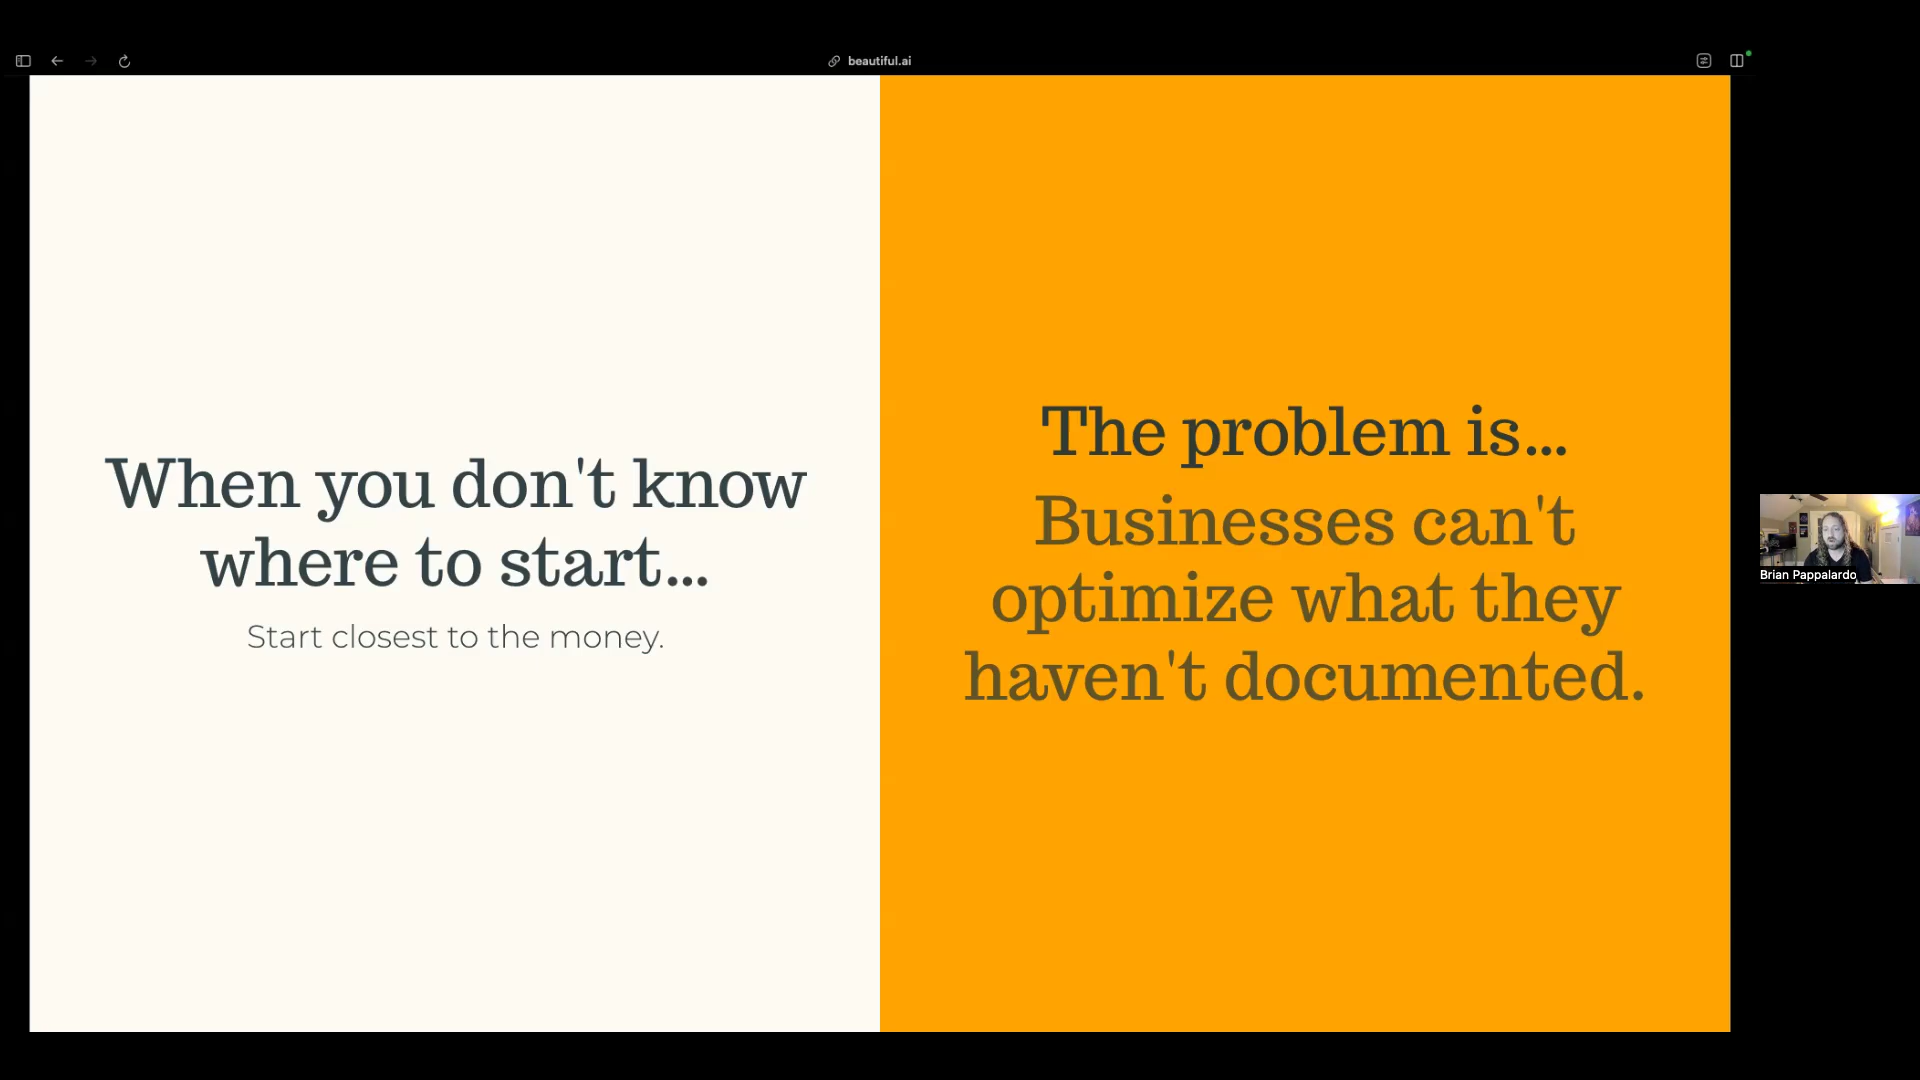 beautiful.ai
When you don't know
where to start...
Start closest to the money.
The problem is...
Businesses can't
optimize what they
haven't documented.
Brian Pappalardo